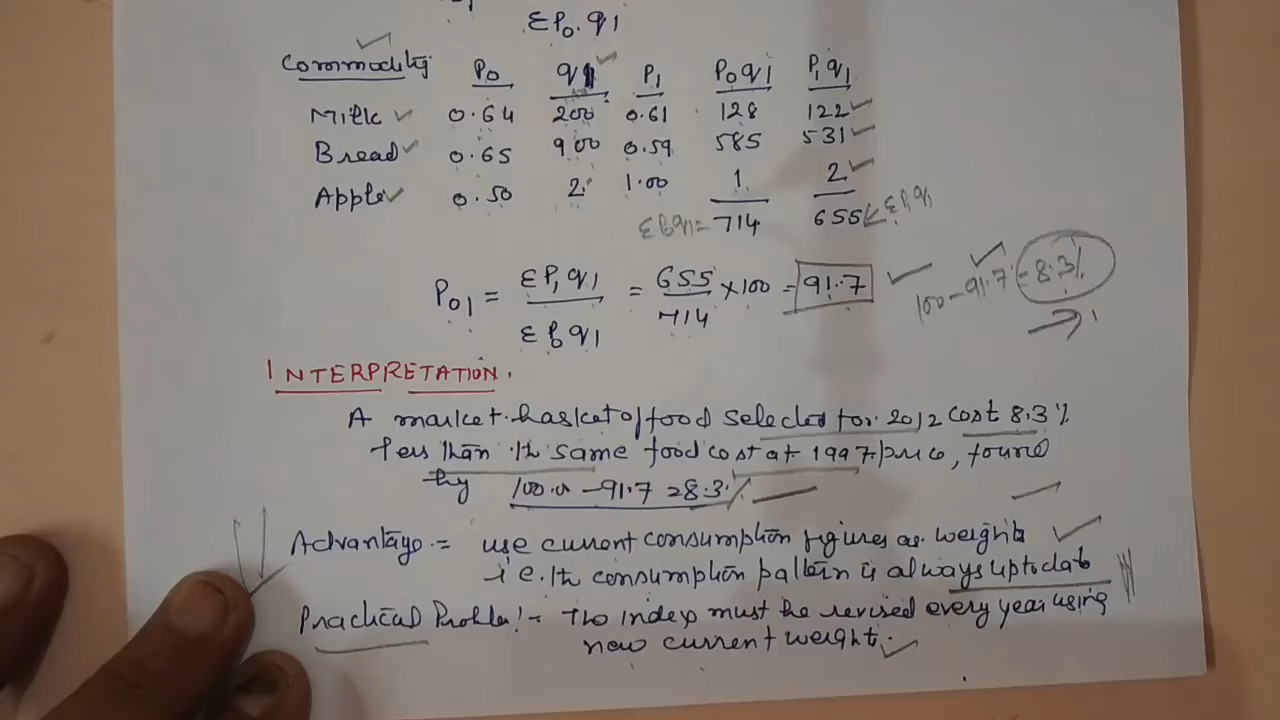 ΣP₀.q₁
Commodity P₀ q₁ P₁ P₀q₁ P₁q₁
Milk 0.64 200 0.61 128 122
Bread 0.65 900 0.59 585 531
Apple 0.50 2 1.00 1 2
ΣP₀q₁= 714 655 ΣP₁q₁
P₀₁ = ΣP₁q₁ / ΣP₀q₁ = 655/714 ×100 = 91.7 100-91.7=8.3%
INTERPRETATION.
A market basket of food selected for 2012 cost 8.3%
less than th same food cost at 1997 price, found
by 100.0 -91.7 = 8.3%
Advantage := use current consumption figures as weights
i.e. th consumption pattern is always uptodate
Practical Problem:- The index must be revised every year using
new current weight.